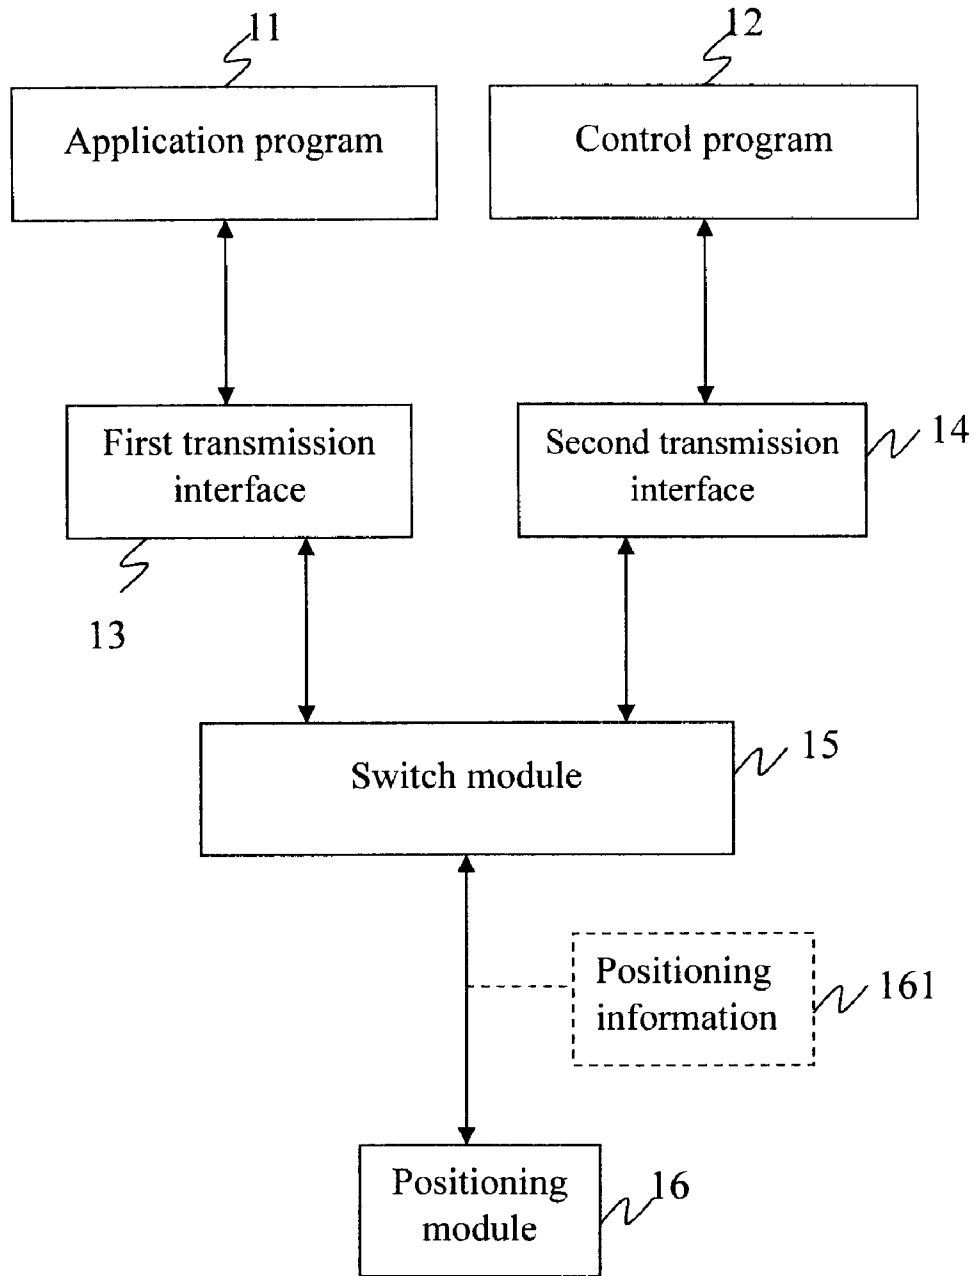 11
12
Application program
Control program
First transmission
interface
Second transmission
interface
14
13
Switch module
15
Positioning
information
161
Positioning
module
16